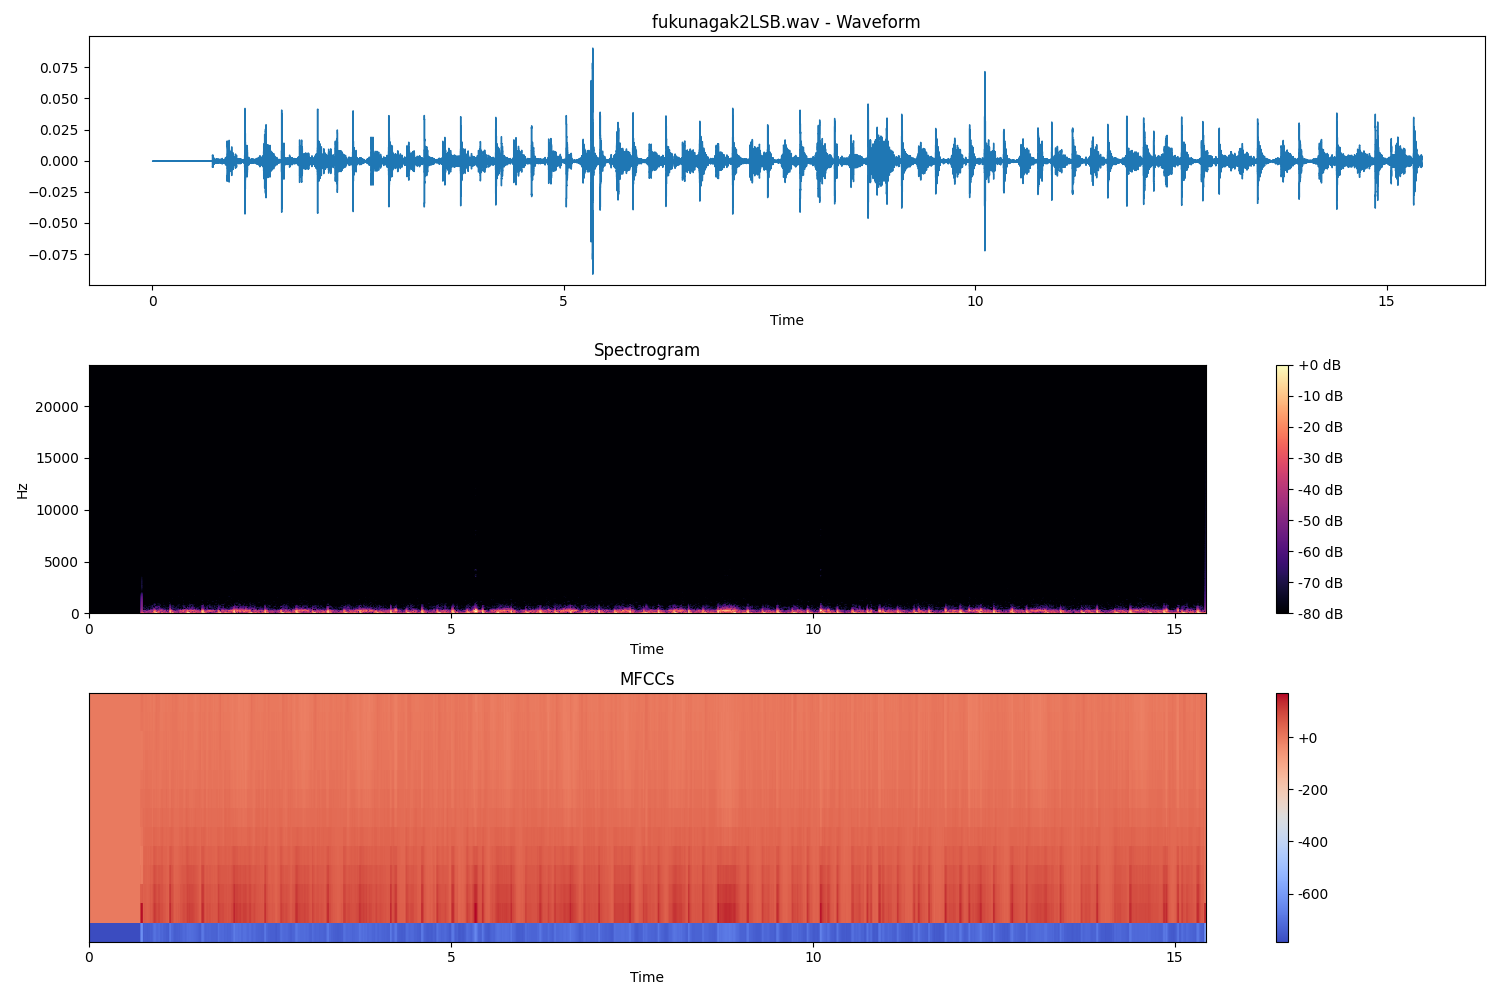 fukunagak2LSB.wav - Waveform
0.075
0.050
0.025
0.000
−0.025
−0.050
−0.075
0 5 10 15
Time
Spectrogram
Hz
20000
15000
10000
5000
0
0 5 10 15
Time
+0 dB
-10 dB
-20 dB
-30 dB
-40 dB
-50 dB
-60 dB
-70 dB
-80 dB
MFCCs
0 5 10 15
Time
+0
-200
-400
-600